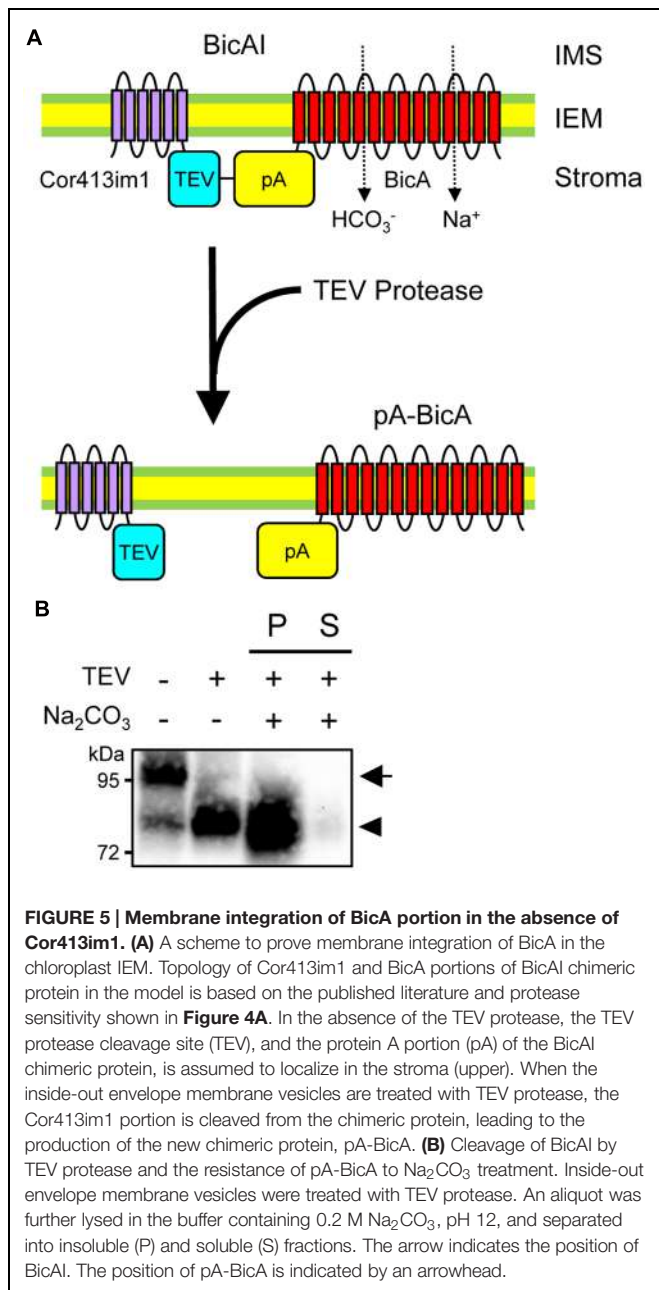 A
BicAI
IMS
IEM
Cor413im1
TEV
pA
BicA
Stroma
HCO₃⁻
Na⁺
TEV Protease
pA-BicA
TEV
pA
B
P S
TEV - + + +
Na₂CO₃ - - + +
kDa
95
72
FIGURE 5 | Membrane integration of BicA portion in the absence of
Cor413im1. (A) A scheme to prove membrane integration of BicA in the
chloroplast IEM. Topology of Cor413im1 and BicA portions of BicAI chimeric
protein in the model is based on the published literature and protease
sensitivity shown in Figure 4A. In the absence of the TEV protease, the TEV
protease cleavage site (TEV), and the protein A portion (pA) of the BicAI
chimeric protein, is assumed to localize in the stroma (upper). When the
inside-out envelope membrane vesicles are treated with TEV protease, the
Cor413im1 portion is cleaved from the chimeric protein, leading to the
production of the new chimeric protein, pA-BicA. (B) Cleavage of BicAI by
TEV protease and the resistance of pA-BicA to Na₂CO₃ treatment. Inside-out
envelope membrane vesicles were treated with TEV protease. An aliquot was
further lysed in the buffer containing 0.2 M Na₂CO₃, pH 12, and separated
into insoluble (P) and soluble (S) fractions. The arrow indicates the position of
BicAI. The position of pA-BicA is indicated by an arrowhead.